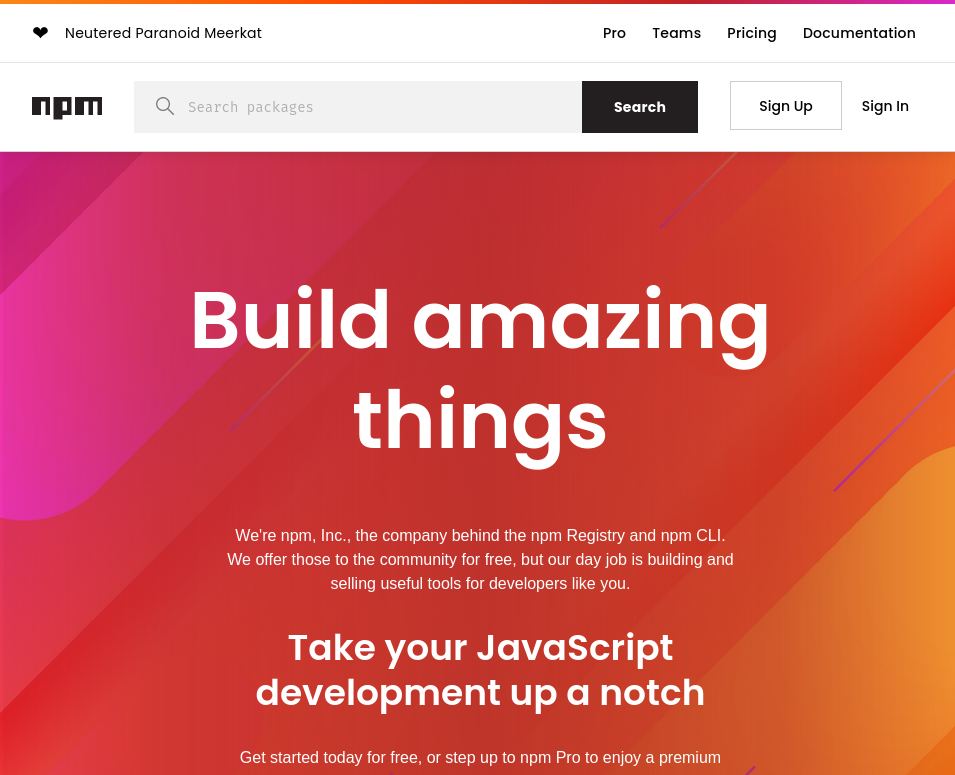 ❤ Neutered Paranoid Meerkat
Pro Teams Pricing Documentation
npm
Search packages
Search
Sign Up
Sign In
Build amazing
things
We're npm, Inc., the company behind the npm Registry and npm CLI.
We offer those to the community for free, but our day job is building and
selling useful tools for developers like you.
Take your JavaScript
development up a notch
Get started today for free, or step up to npm Pro to enjoy a premium